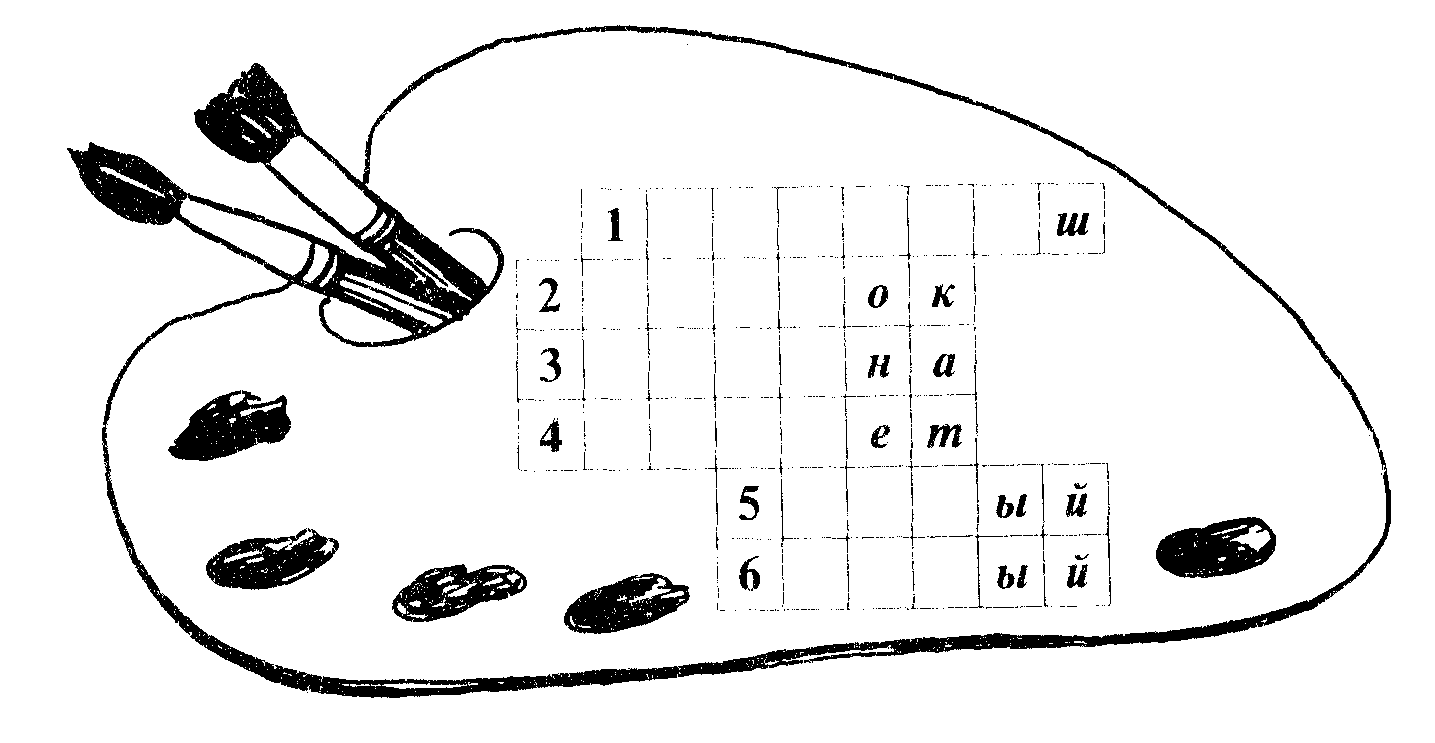 1 ш
2 о к
3 н а
4 е т
5 ы й
6 ы й